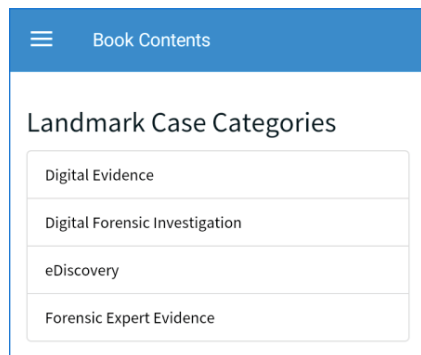 Book Contents
Landmark Case Categories
Digital Evidence
Digital Forensic Investigation
eDiscovery
Forensic Expert Evidence